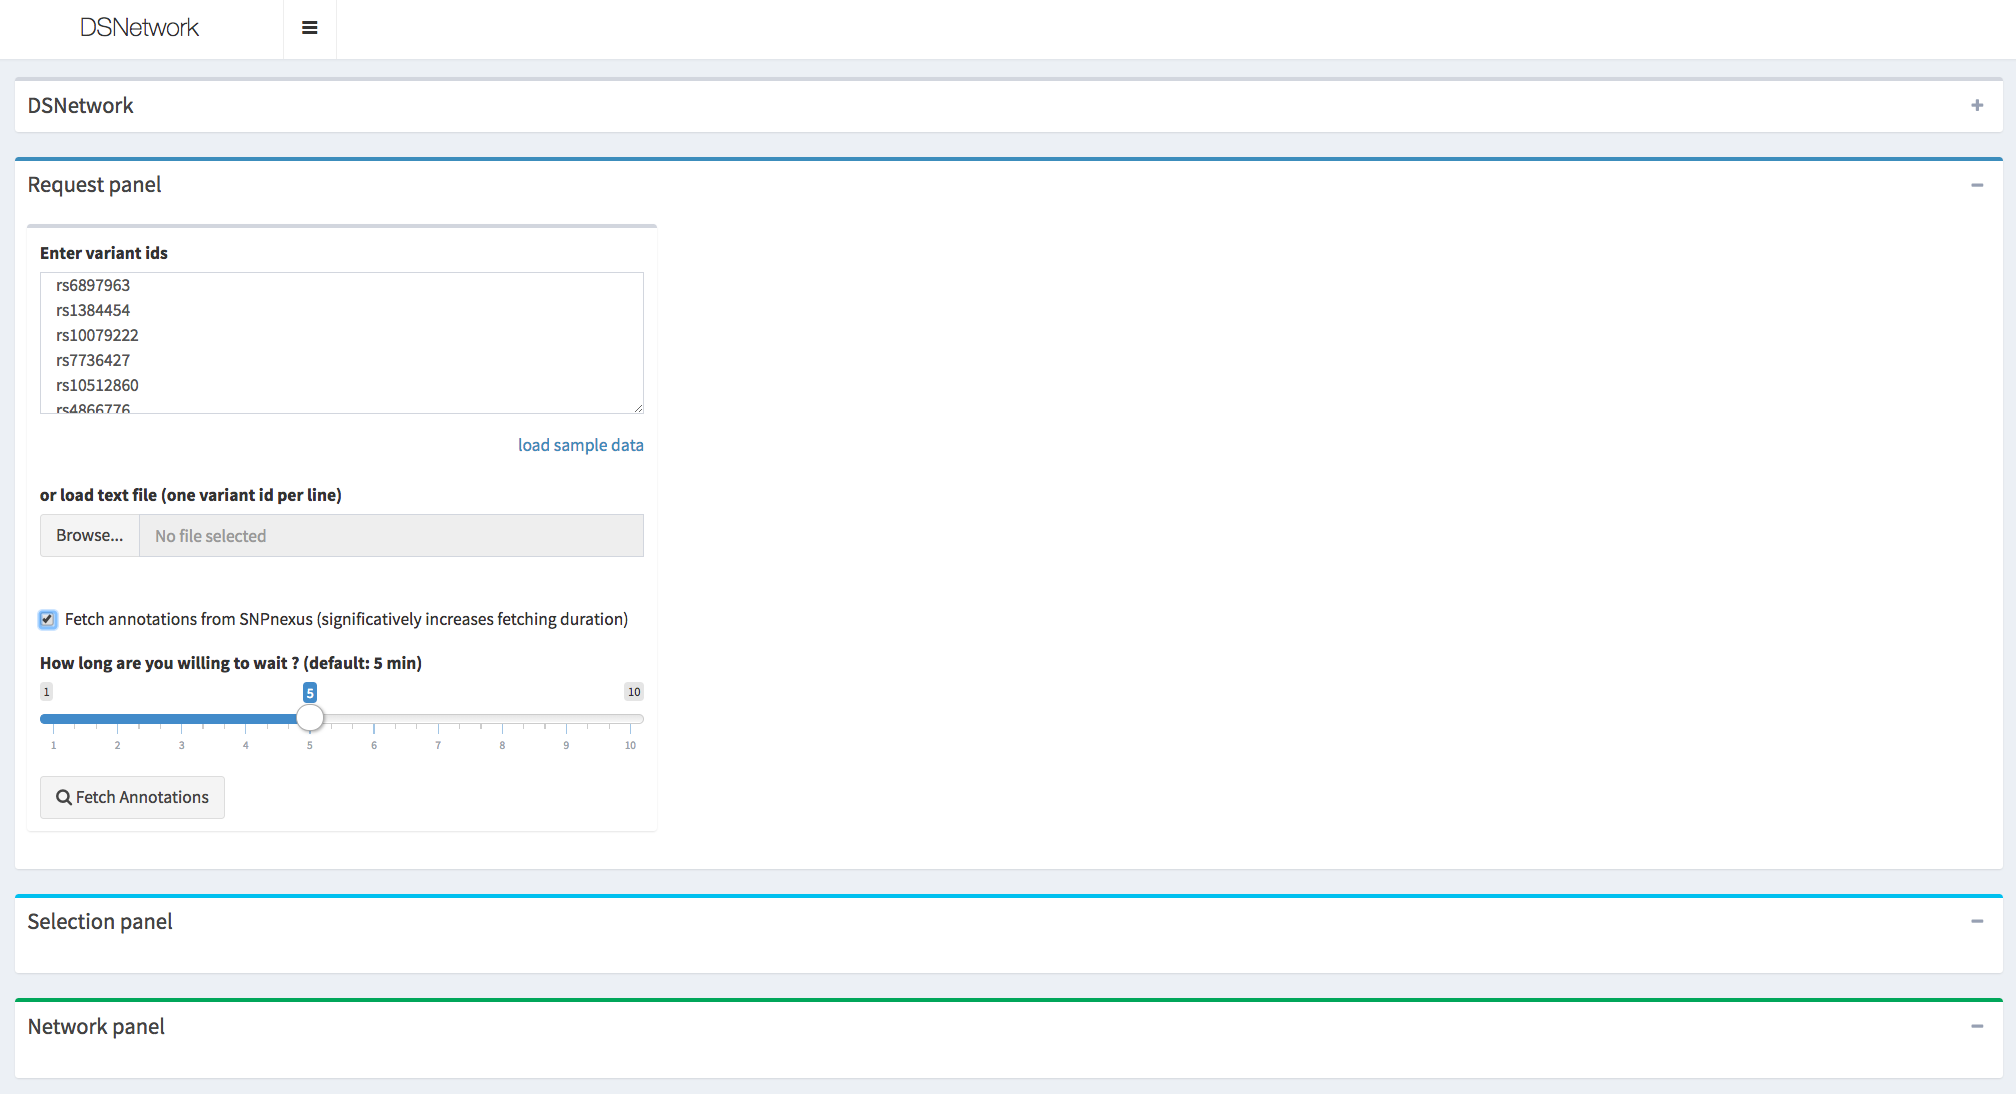 DSNetwork
DSNetwork
Request panel
Enter variant ids
rs6897963
rs1384454
rs10079222
rs7736427
rs10512860
rs4866776
load sample data
or load text file (one variant id per line)
Browse... No file selected
Fetch annotations from SNPnexus (significatively increases fetching duration)
How long are you willing to wait ? (default: 5 min)
1 5 10
1 2 3 4 5 6 7 8 9 10
Fetch Annotations
Selection panel
Network panel